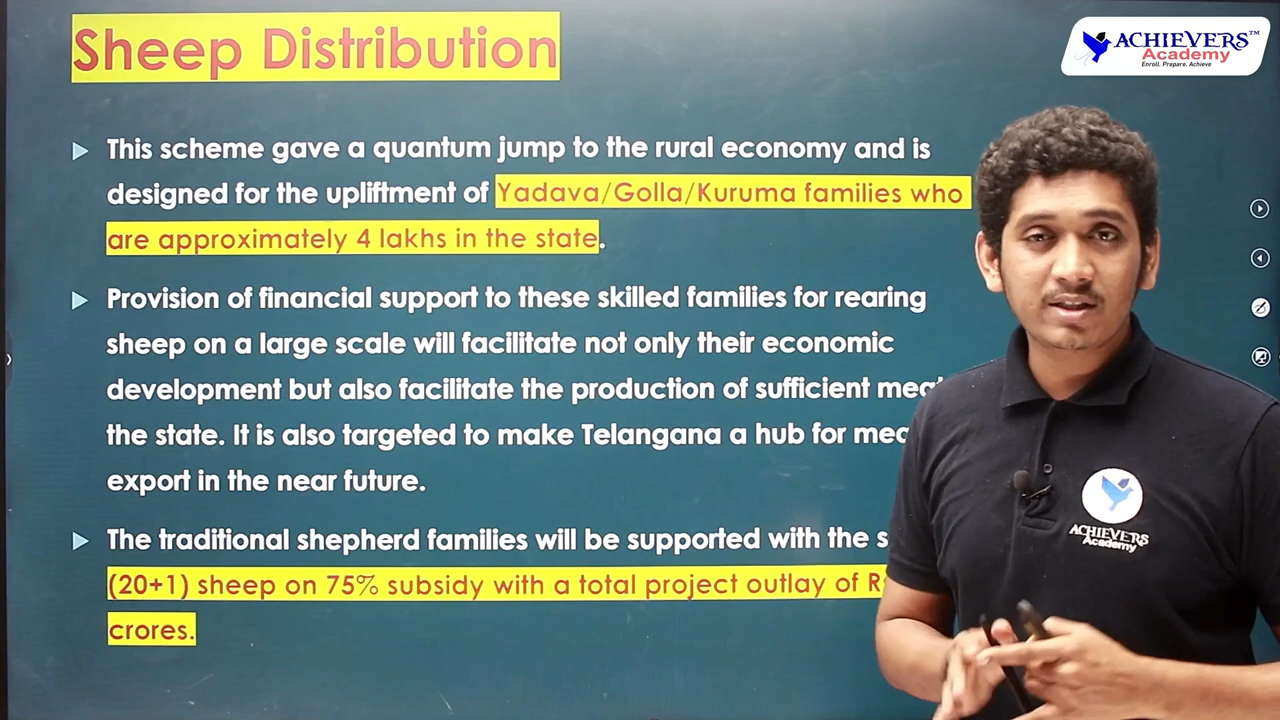 Sheep Distribution
ACHIEVERS™
Academy
Enroll. Prepare. Achieve
This scheme gave a quantum jump to the rural economy and is
designed for the upliftment of Yadava/Golla/Kuruma families who
are approximately 4 lakhs in the state.
Provision of financial support to these skilled families for rearing
sheep on a large scale will facilitate not only their economic
development but also facilitate the production of sufficient
the state. It is also targeted to make Telangana a hub for
export in the near future.
The traditional shepherd families will be supported with the
(20+1) sheep on 75% subsidy with a total project outlay of
crores.
ACHIEVERS
Academy